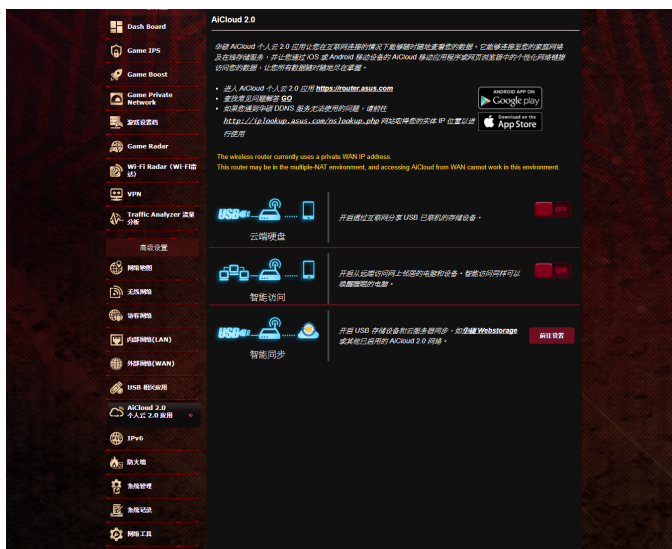 Dash Board
Game IPS
Game Boost
Game Private
Network
游戏设置档
Game Radar
Wi-Fi Radar (Wi-Fi雷
达)
VPN
Traffic Analyzer 流量
分析
高级设置
网络地图
无线网络
访客网络
内部网络(LAN)
外部网络(WAN)
USB 相关应用
AiCloud 2.0
个人云 2.0 应用
IPv6
防火墙
系统管理
系统记录
网络工具
AiCloud 2.0
华硕 AiCloud 个人云 2.0 应用让您在互联网连接的情况下能够随时随地查看您的数据。它能够连接至您的家庭网络
及在线存储服务，并让您通过 iOS 或 Android 移动设备的 AiCloud 移动应用程序或网页浏览器中的个性化网络链接
访问您的数据，让您所有数据随时随地尽在掌握。
进入 AiCloud 个人云 2.0 应用 https://router.asus.com
查找常见问题解答 GO
如果您遇到华硕 DDNS 服务无法使用的问题，请前往
http://iplookup.asus.com/nslookup.php 网站取得您的实体 IP 位置以进
行使用
ANDROID APP ON
Google play
Download on the
App Store
The wireless router currently uses a private WAN IP address.
This router may be in the multiple-NAT environment, and accessing AiCloud from WAN cannot work in this environment.
USB
云端硬盘
开启透过互联网分享 USB 已联机的存储设备。
OFF
智能访问
开启从远端访问网上邻居的电脑和设备。智能访问同样可以
唤醒睡眠的电脑。
OFF
USB
智能同步
开启 USB 存储设备和云服务器同步，如华硕 Webstorage
或其他已启用的 AiCloud 2.0 网络。
前往设置